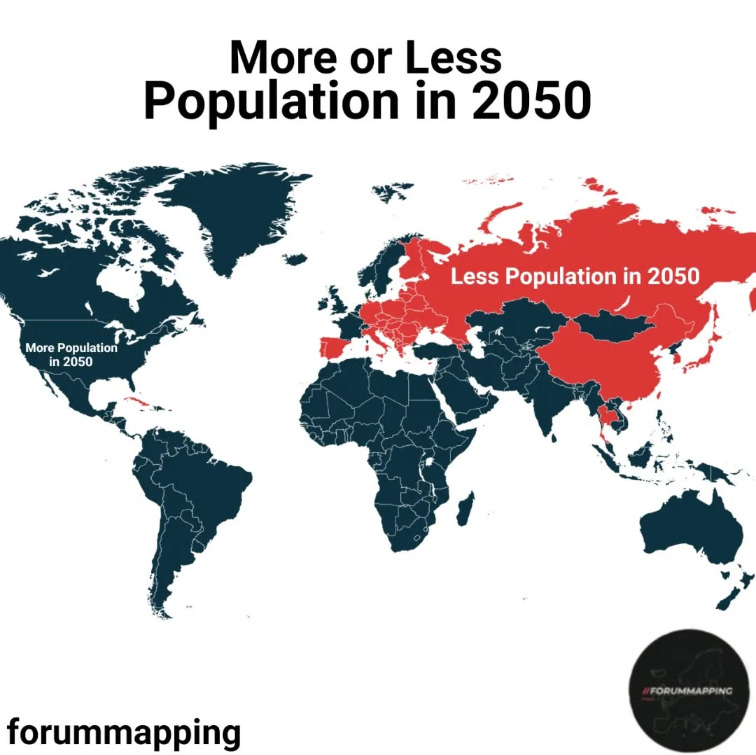 More or Less
Population in 2050
Less Population in 2050
More Population
in 2050
//FORUMMAPPING
forummapping